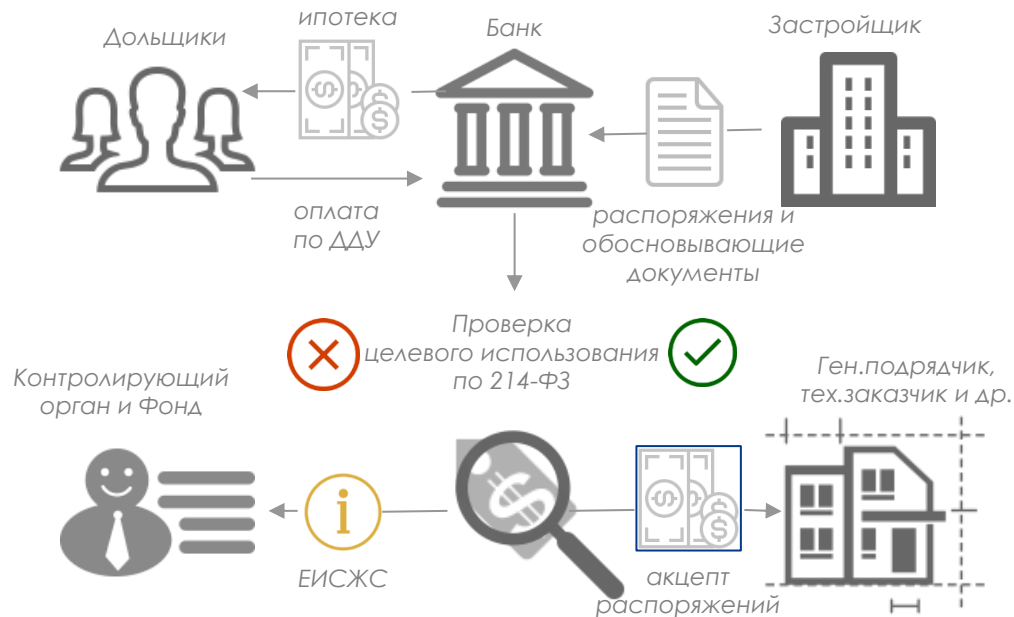 Дольщики
ипотека
Банк
Застройщик
оплата
по ДДУ
распоряжения и
обосновывающие
документы
Проверка
целевого использования
по 214-ФЗ
Контролирующий
орган и Фонд
Ген.подрядчик,
тех.заказчик и др.
i
ЕИСЖС
акцепт
распоряжений